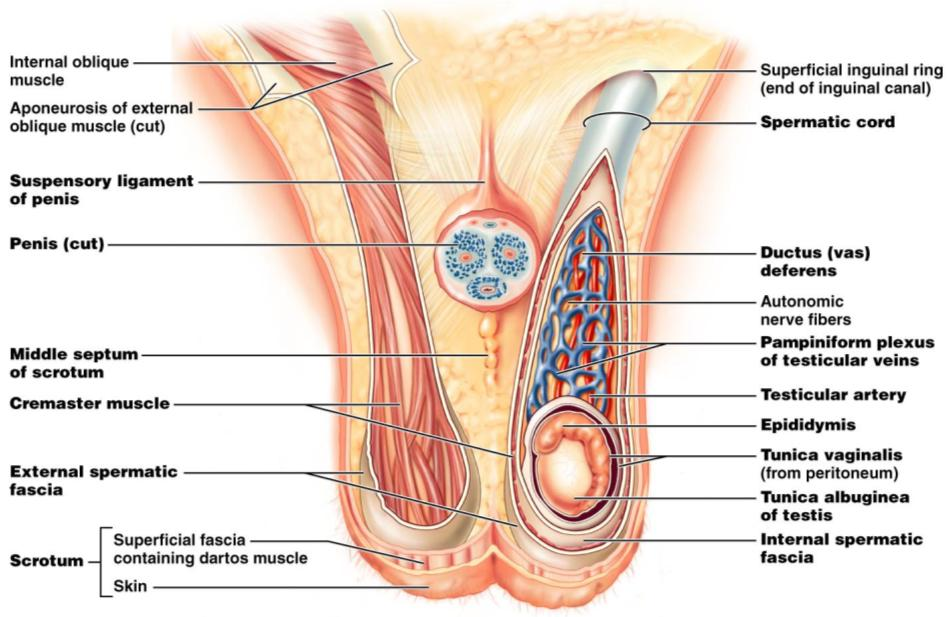 Internal oblique
muscle
Aponeurosis of external
oblique muscle (cut)
Suspensory ligament
of penis
Penis (cut)
Middle septum
of scrotum
Cremaster muscle
External spermatic
fascia
Scrotum
Superficial fascia
containing dartos muscle
Skin
Superficial inguinal ring
(end of inguinal canal)
Spermatic cord
Ductus (vas)
deferens
Autonomic
nerve fibers
Pampiniform plexus
of testicular veins
Testicular artery
Epididymis
Tunica vaginalis
(from peritoneum)
Tunica albuginea
of testis
Internal spermatic
fascia